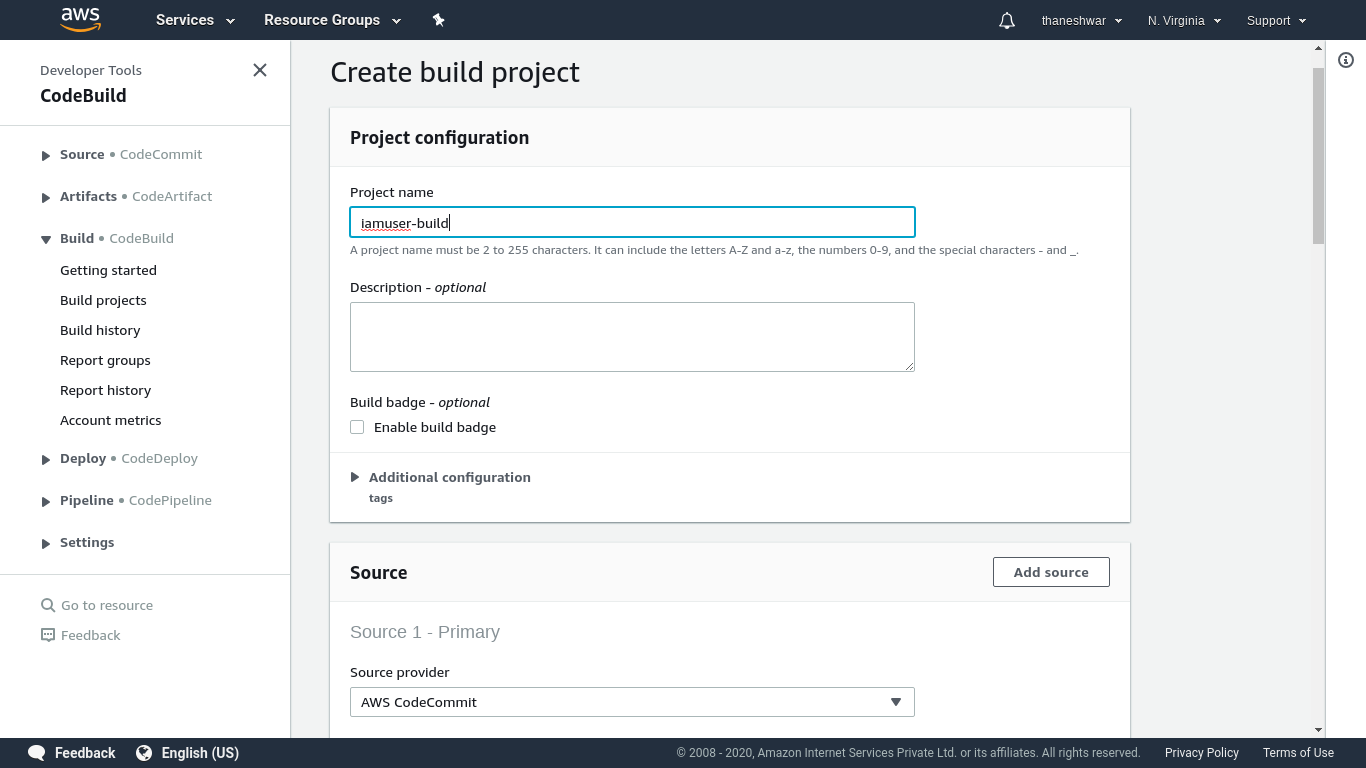 aws Services Resource Groups thaneshwar N. Virginia Support
Developer Tools
CodeBuild
Source • CodeCommit
Artifacts • CodeArtifact
Build • CodeBuild
Getting started
Build projects
Build history
Report groups
Report history
Account metrics
Deploy • CodeDeploy
Pipeline • CodePipeline
Settings
Go to resource
Feedback
Create build project
Project configuration
Project name
iamuser-build
A project name must be 2 to 255 characters. It can include the letters A-Z and a-z, the numbers 0-9, and the special characters - and _.
Description - optional
Build badge - optional
Enable build badge
Additional configuration
tags
Source Add source
Source 1 - Primary
Source provider
AWS CodeCommit
Feedback English (US) © 2008 - 2020, Amazon Internet Services Private Ltd. or its affiliates. All rights reserved. Privacy Policy Terms of Use